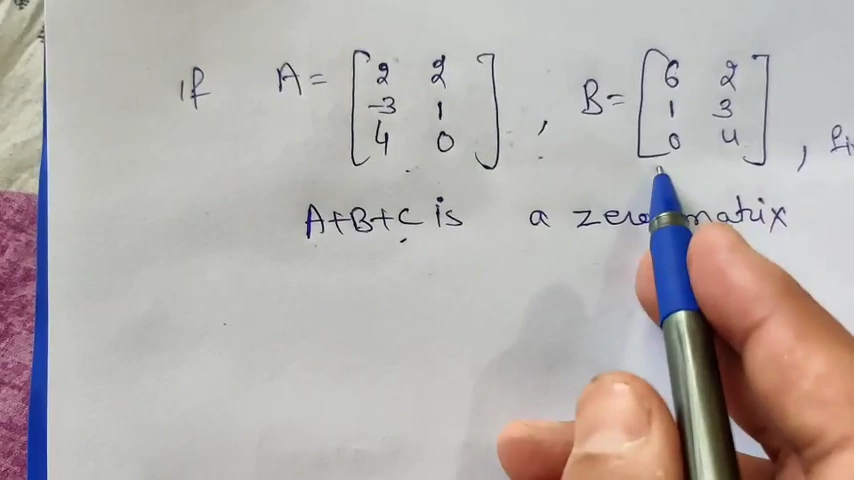 If A = [ 2 2 ] , B = [ 6 2 ] ,
-3 1 1 3
4 0 0 4
A+B+C is a zero matrix